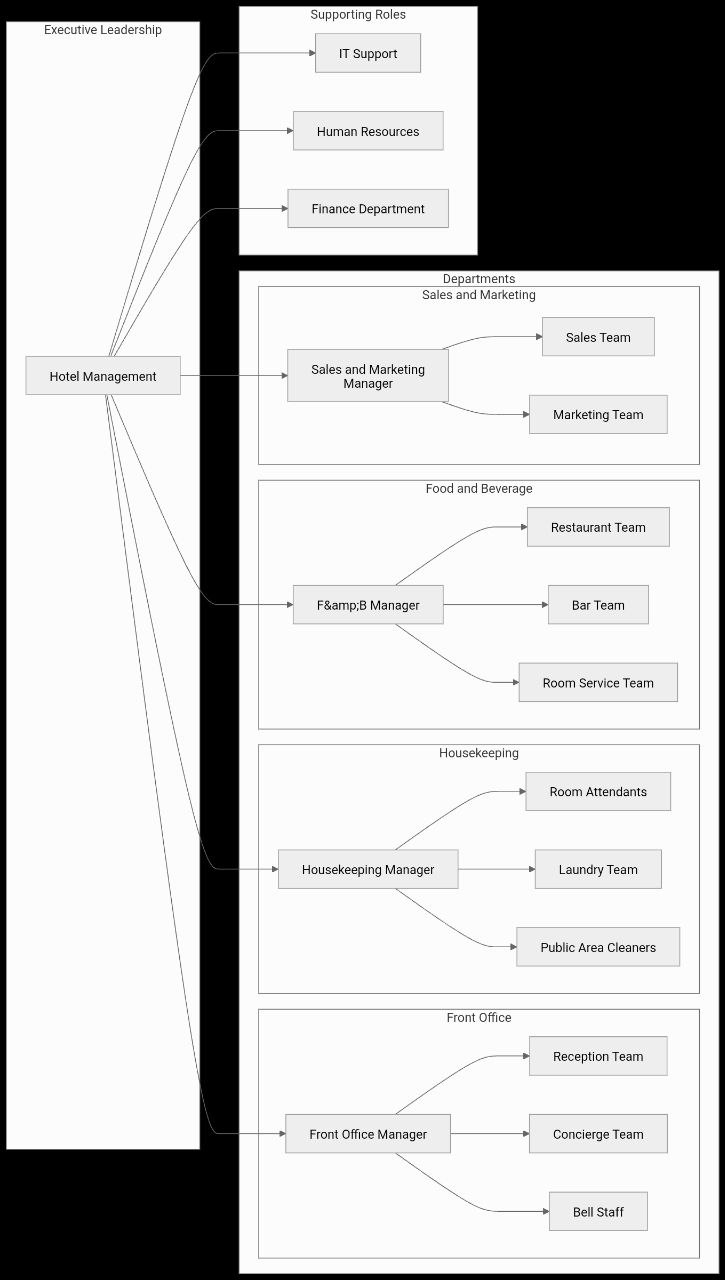 Executive Leadership
Hotel Management
Supporting Roles
IT Support
Human Resources
Finance Department
Departments
Sales and Marketing
Sales and Marketing
Manager
Sales Team
Marketing Team
Food and Beverage
F&amp;B Manager
Restaurant Team
Bar Team
Room Service Team
Housekeeping
Housekeeping Manager
Room Attendants
Laundry Team
Public Area Cleaners
Front Office
Front Office Manager
Reception Team
Concierge Team
Bell Staff